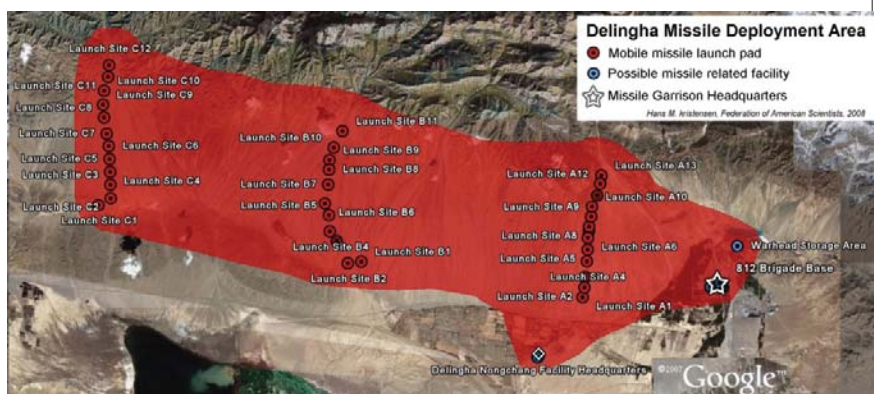 Delingha Missile Deployment Area
Mobile missile launch pad
Possible missile related facility
Missile Garrison Headquarters
Hans M. kristensen, Federation of American Scientists, 2008
Launch Site C12
Launch Site C11
Launch Site C10
Launch Site C9
Launch Site C8
Launch Site C7
Launch Site C6
Launch Site C5
Launch Site C3
Launch Site C4
Launch Site C2
Launch Site C1
Launch Site B11
Launch Site B10
Launch Site B9
Launch Site B8
Launch Site B7
Launch Site B5
Launch Site B6
Launch Site B4
Launch Site B1
Launch Site B2
Launch Site A13
Launch Site A12
Launch Site A10
Launch Site A9
Launch Site A8
Launch Site A6
Launch Site A5
Launch Site A4
Launch Site A2
Launch Site A1
Warhead Storage Area
812 Brigade Base
Delingha Nongchang Facility Headquarters
©2007 Google™